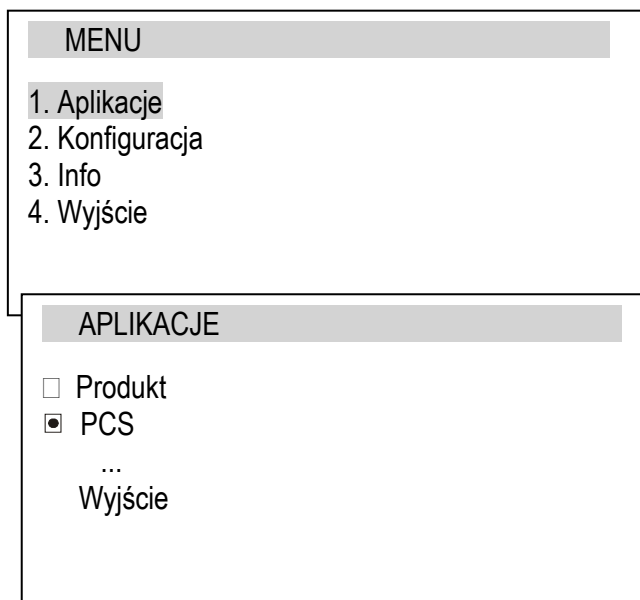 MENU
1. Aplikacje
2. Konfiguracja
3. Info
4. Wyjście
APLIKACJE
Produkt
PCS
...
Wyjście